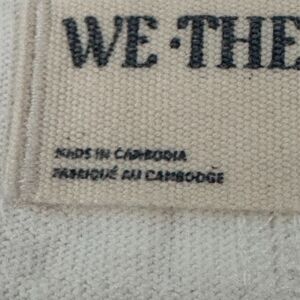 WE • THE
MADE IN CAMBODIA
FABRIQUÉ AU CAMBODGE